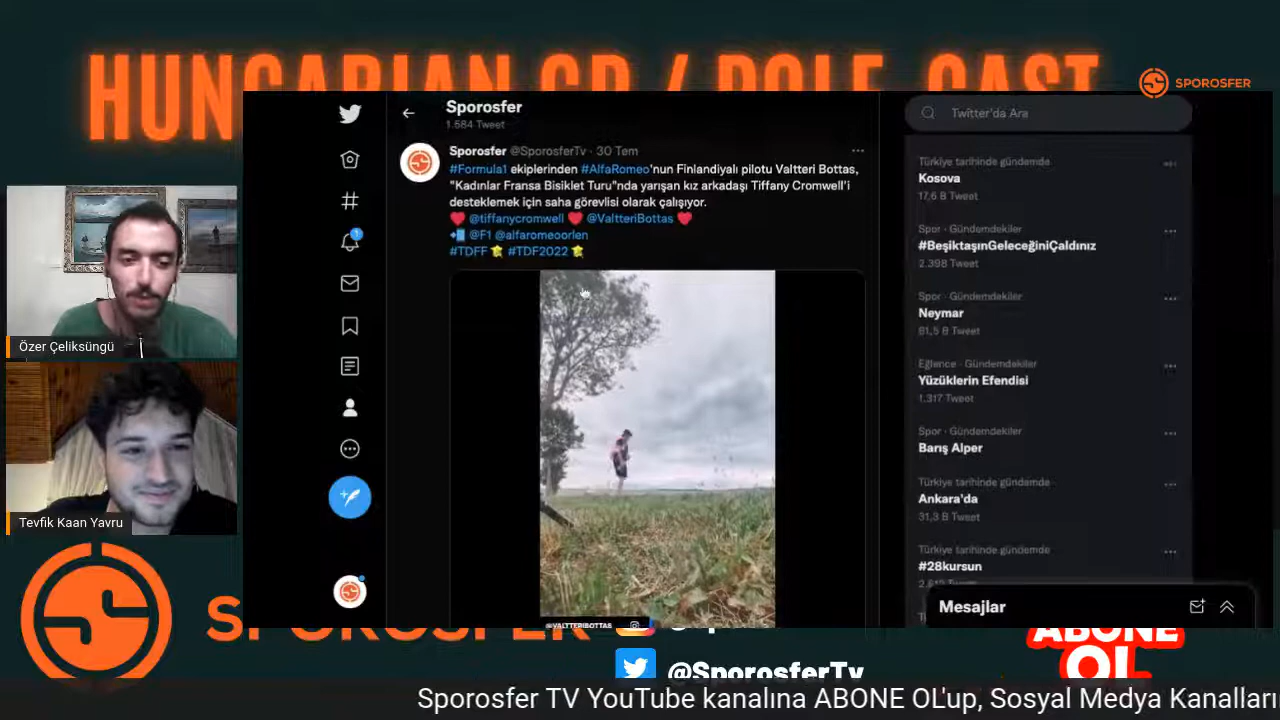 HUNGARIAN GP / POLE-CAST
SPOROSFER
Sporosfer
1.584 Tweet
Twitter'da Ara
Sporosfer @SporosferTv · 30 Tem
#Formula1 ekiplerinden #AlfaRomeo'nun Finlandiyalı pilotu Valtteri Bottas,
"Kadınlar Fransa Bisiklet Turu"nda yarışan kız arkadaşı Tiffany Cromwell'i
desteklemek için saha görevlisi olarak çalışıyor.
@tiffanycromwell @ValtteriBottas
@F1 @alfaromeoorlen
#TDFF #TDF2022
@VALTTERIBOTTAS
Türkiye tarihinde gündemde
Kosova
17,6 B Tweet
Spor · Gündemdekiler
#BeşiktaşınGeleceğiniÇaldınız
2.398 Tweet
Spor · Gündemdekiler
Neymar
81,5 B Tweet
Eğlence · Gündemdekiler
Yüzüklerin Efendisi
1.317 Tweet
Spor · Gündemdekiler
Barış Alper
Türkiye tarihinde gündemde
Ankara'da
31,3 B Tweet
Türkiye tarihinde gündemde
#28kursun
Mesajlar
Özer Çeliksüngü
Tevfik Kaan Yavru
SPOROSFER
@SporosferTv
ABONE
OL
Sporosfer TV YouTube kanalına ABONE OL'up, Sosyal Medya Kanalları